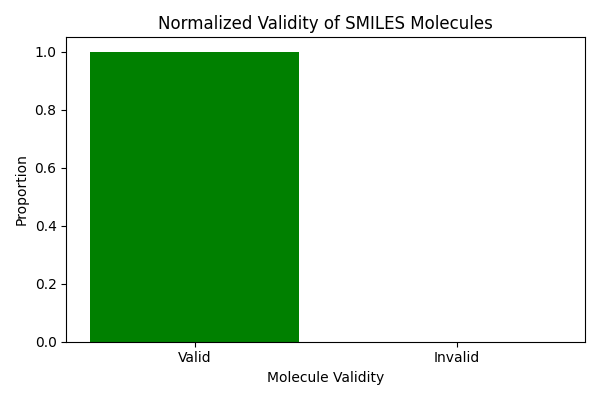 Normalized Validity of SMILES Molecules
1.0
0.8
0.6
0.4
0.2
0.0
Proportion
Valid
Invalid
Molecule Validity